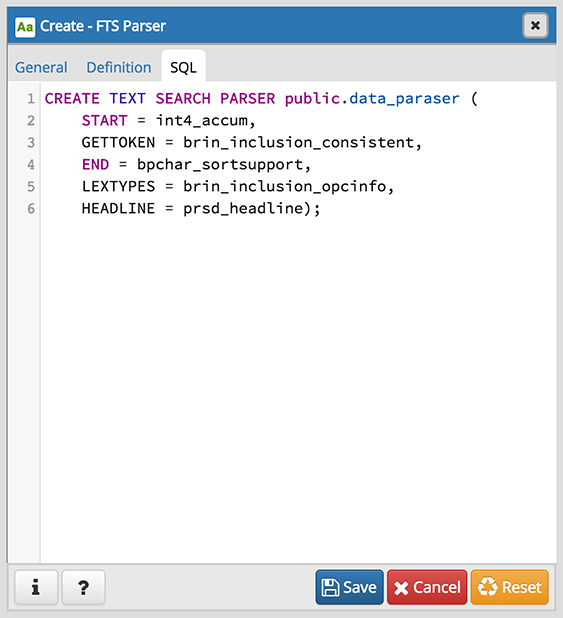 Aa Create - FTS Parser
General Definition SQL
1 CREATE TEXT SEARCH PARSER public.data_paraser (
2 START = int4_accum,
3 GETTOKEN = brin_inclusion_consistent,
4 END = bpchar_sortsupport,
5 LEXTYPES = brin_inclusion_opcinfo,
6 HEADLINE = prsd_headline);
i ? Save Cancel Reset